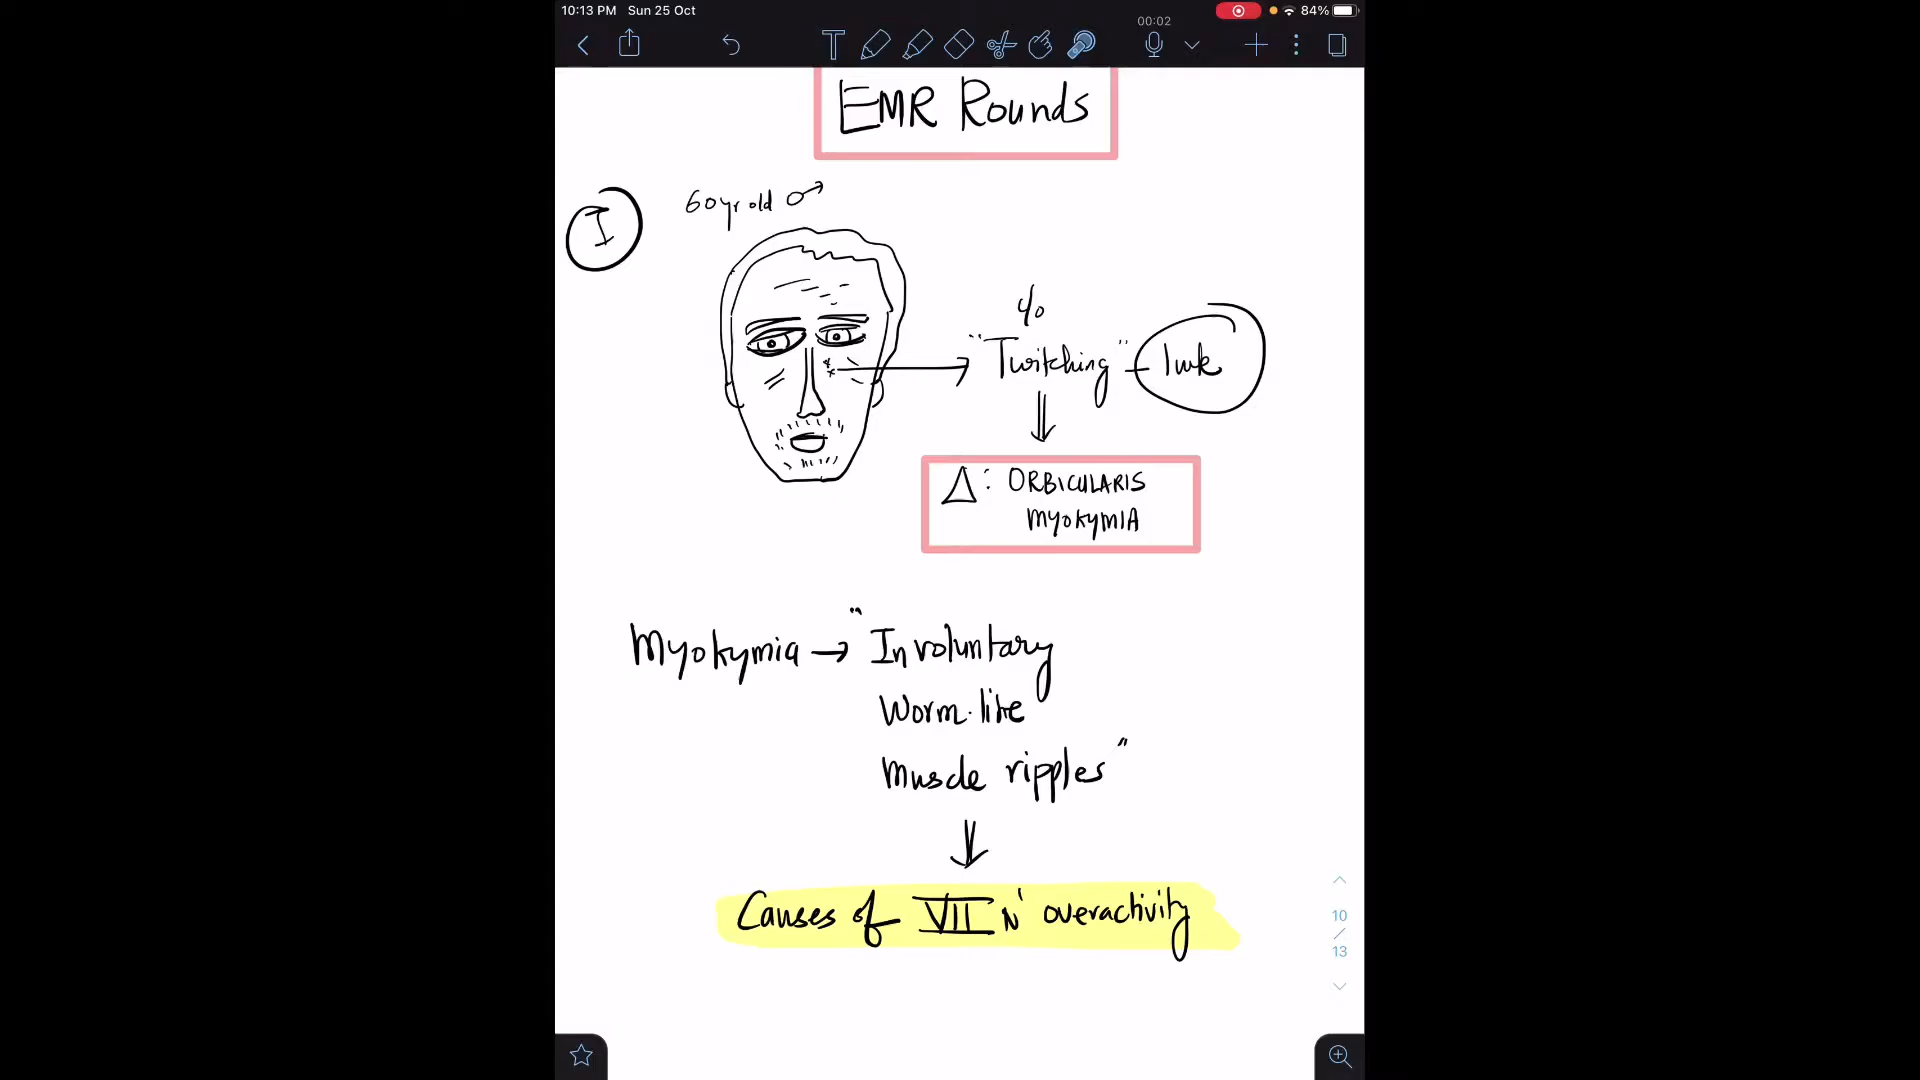 10:13 PM Sun 25 Oct
84%
00:02
EMR Rounds
I
60yr old ♂
c/o
"Twitching" - 1wk
Δ: ORBICULARIS
MYOKYMIA
Myokymia → "Involuntary
Worm-like
Muscle ripples"
Causes of VII N' overactivity
10
/
13